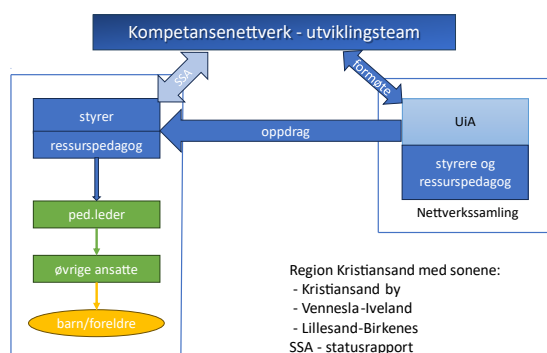 Kompetansenettverk - utviklingsteam
SSA
formøte
styrer
ressurspedagog
oppdrag
UiA
styrere og
ressurspedagog
Nettverkssamling
ped.leder
øvrige ansatte
barn/foreldre
Region Kristiansand med sonene:
- Kristiansand by
- Vennesla-Iveland
- Lillesand-Birkenes
SSA - statusrapport